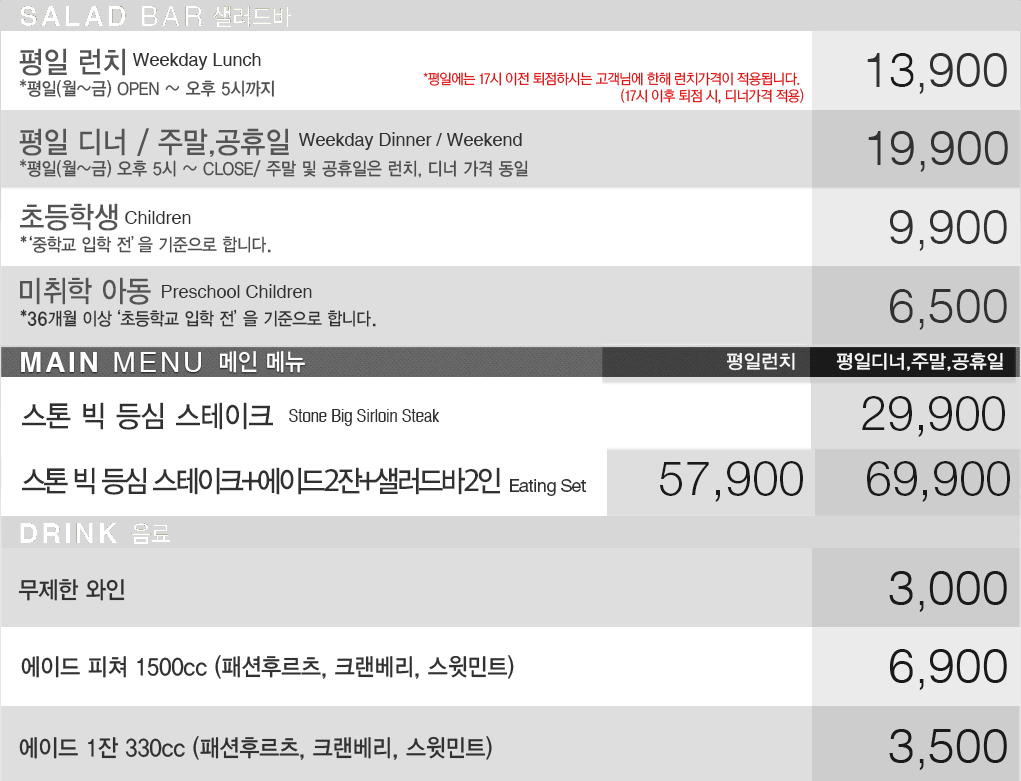 SALAD BAR 샐러드바
평일 런치 Weekday Lunch
*평일(월~금) OPEN ~ 오후 5시까지
*평일에는 17시 이전 퇴점하시는 고객님에 한해 런치가격이 적용됩니다.
(17시 이후 퇴점 시, 디너가격 적용)
13,900
평일 디너 / 주말,공휴일 Weekday Dinner / Weekend
*평일(월~금) 오후 5시 ~ CLOSE/ 주말 및 공휴일은 런치, 디너 가격 동일
19,900
초등학생 Children
*‘중학교 입학 전’을 기준으로 합니다.
9,900
미취학 아동 Preschool Children
*36개월 이상 ‘초등학교 입학 전’을 기준으로 합니다.
6,500
MAIN MENU 메인 메뉴 평일런치 평일디너,주말,공휴일
스톤 빅 등심 스테이크 Stone Big Sirloin Steak 29,900
스톤 빅 등심 스테이크+에이드2잔+샐러드바2인 Eating Set 57,900 69,900
DRINK 음료
무제한 와인 3,000
에이드 피쳐 1500cc (패션후르츠, 크랜베리, 스윗민트) 6,900
에이드 1잔 330cc (패션후르츠, 크랜베리, 스윗민트) 3,500